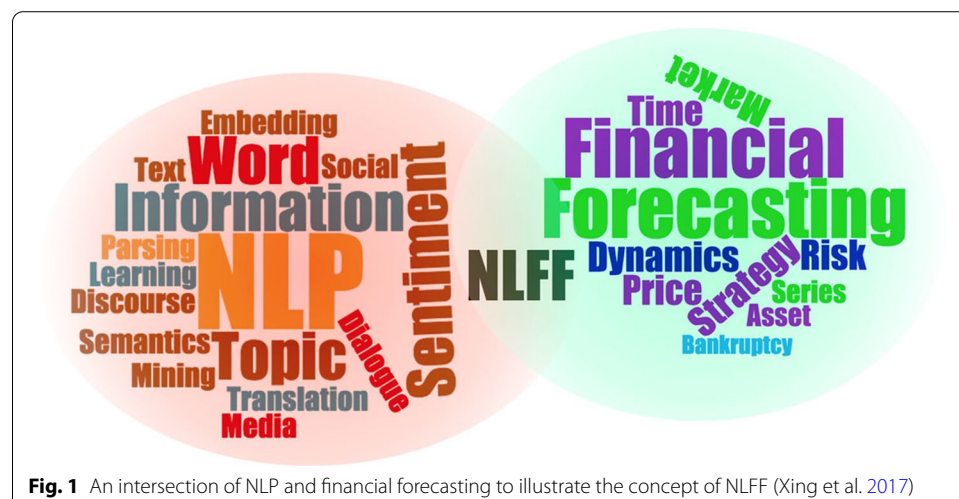 Embedding
Text Word Social
Information
Parsing
NLP
Learning
Discourse
Sentiment
Semantics
Topic
Dialogue
Mining
Translation
Media
NLFF
Market
Time
Financial
Forecasting
Dynamics
Risk
Price
Strategy
Series
Asset
Bankruptcy
Fig. 1 An intersection of NLP and financial forecasting to illustrate the concept of NLFF (Xing et al. 2017)